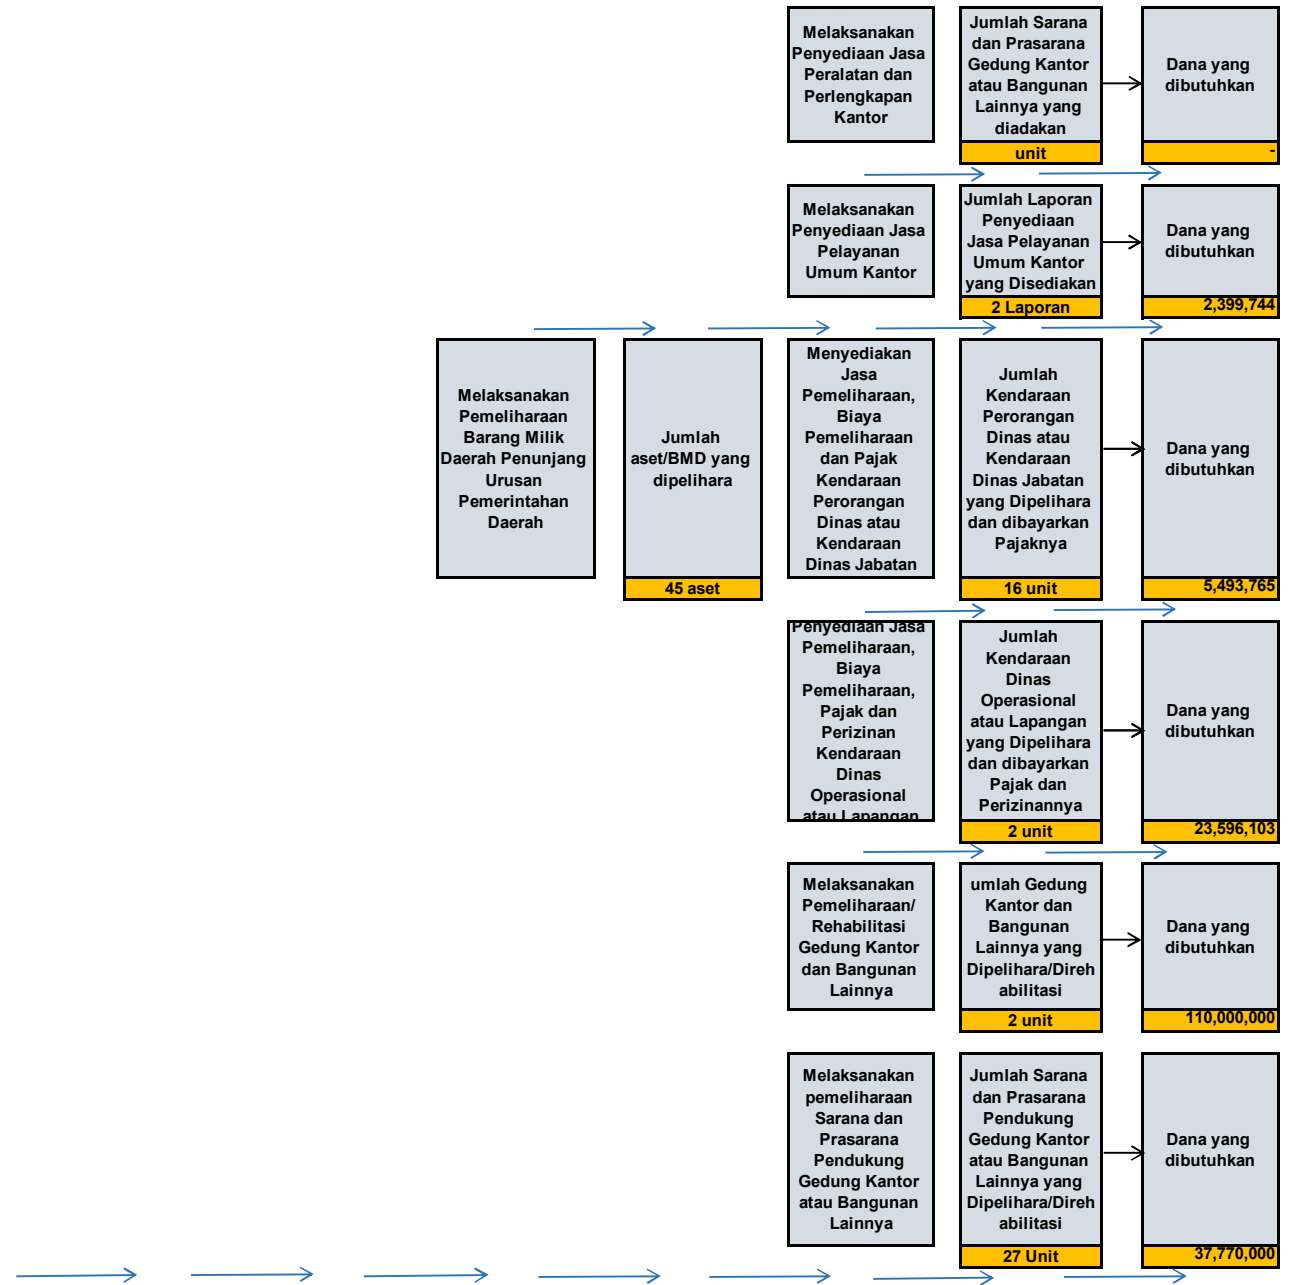 Melaksanakan
Penyediaan Jasa
Peralatan dan
Perlengkapan
Kantor
Jumlah Sarana
dan Prasarana
Gedung Kantor
atau Bangunan
Lainnya yang
diadakan
unit
Dana yang
dibutuhkan
-
Melaksanakan
Penyediaan Jasa
Pelayanan
Umum Kantor
Jumlah Laporan
Penyediaan
Jasa Pelayanan
Umum Kantor
yang Disediakan
2 Laporan
Dana yang
dibutuhkan
2,399,744
Melaksanakan
Pemeliharaan
Barang Milik
Daerah Penunjang
Urusan
Pemerintahan
Daerah
Jumlah
aset/BMD yang
dipelihara
45 aset
Menyediakan
Jasa
Pemeliharaan,
Biaya
Pemeliharaan
dan Pajak
Kendaraan
Perorangan
Dinas atau
Kendaraan
Dinas Jabatan
Jumlah
Kendaraan
Perorangan
Dinas atau
Kendaraan
Dinas Jabatan
yang Dipelihara
dan dibayarkan
Pajaknya
16 unit
Dana yang
dibutuhkan
5,493,765
Penyediaan Jasa
Pemeliharaan,
Biaya
Pemeliharaan,
Pajak dan
Perizinan
Kendaraan
Dinas
Operasional
atau Lapangan
Jumlah
Kendaraan
Dinas
Operasional
atau Lapangan
yang Dipelihara
dan dibayarkan
Pajak dan
Perizinannya
2 unit
Dana yang
dibutuhkan
23,596,103
Melaksanakan
Pemeliharaan/
Rehabilitasi
Gedung Kantor
dan Bangunan
Lainnya
umlah Gedung
Kantor dan
Bangunan
Lainnya yang
Dipelihara/Direh
abilitasi
2 unit
Dana yang
dibutuhkan
110,000,000
Melaksanakan
pemeliharaan
Sarana dan
Prasarana
Pendukung
Gedung Kantor
atau Bangunan
Lainnya
Jumlah Sarana
dan Prasarana
Pendukung
Gedung Kantor
atau Bangunan
Lainnya yang
Dipelihara/Direh
abilitasi
27 Unit
Dana yang
dibutuhkan
37,770,000